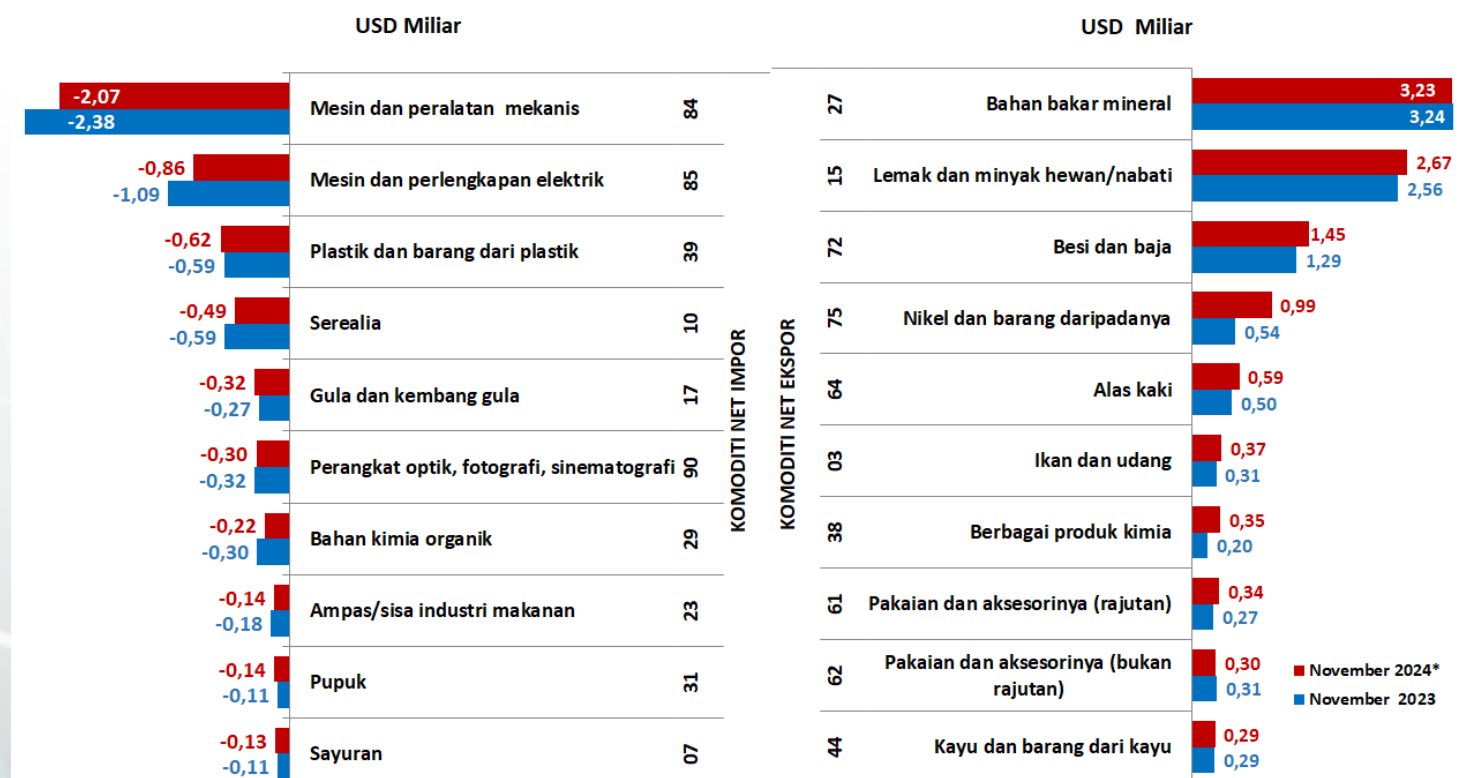 USD Miliar
-2,07
-2,38
Mesin dan peralatan mekanis
84
-0,86
-1,09
Mesin dan perlengkapan elektrik
85
-0,62
-0,59
Plastik dan barang dari plastik
39
-0,49
-0,59
Serealia
10
-0,32
-0,27
Gula dan kembang gula
17
-0,30
-0,32
Perangkat optik, fotografi, sinematografi
90
-0,22
-0,30
Bahan kimia organik
29
-0,14
-0,18
Ampas/sisa industri makanan
23
-0,14
-0,11
Pupuk
31
-0,13
-0,11
Sayuran
07
KOMODITI NET IMPOR
USD Miliar
KOMODITI NET EKSPOR
27
Bahan bakar mineral
3,23
3,24
15
Lemak dan minyak hewan/nabati
2,67
2,56
72
Besi dan baja
1,45
1,29
75
Nikel dan barang daripadanya
0,99
0,54
64
Alas kaki
0,59
0,50
03
Ikan dan udang
0,37
0,31
38
Berbagai produk kimia
0,35
0,20
61
Pakaian dan aksesorinya (rajutan)
0,34
0,27
62
Pakaian dan aksesorinya (bukan
rajutan)
0,30
0,31
44
Kayu dan barang dari kayu
0,29
0,29
November 2024*
November 2023